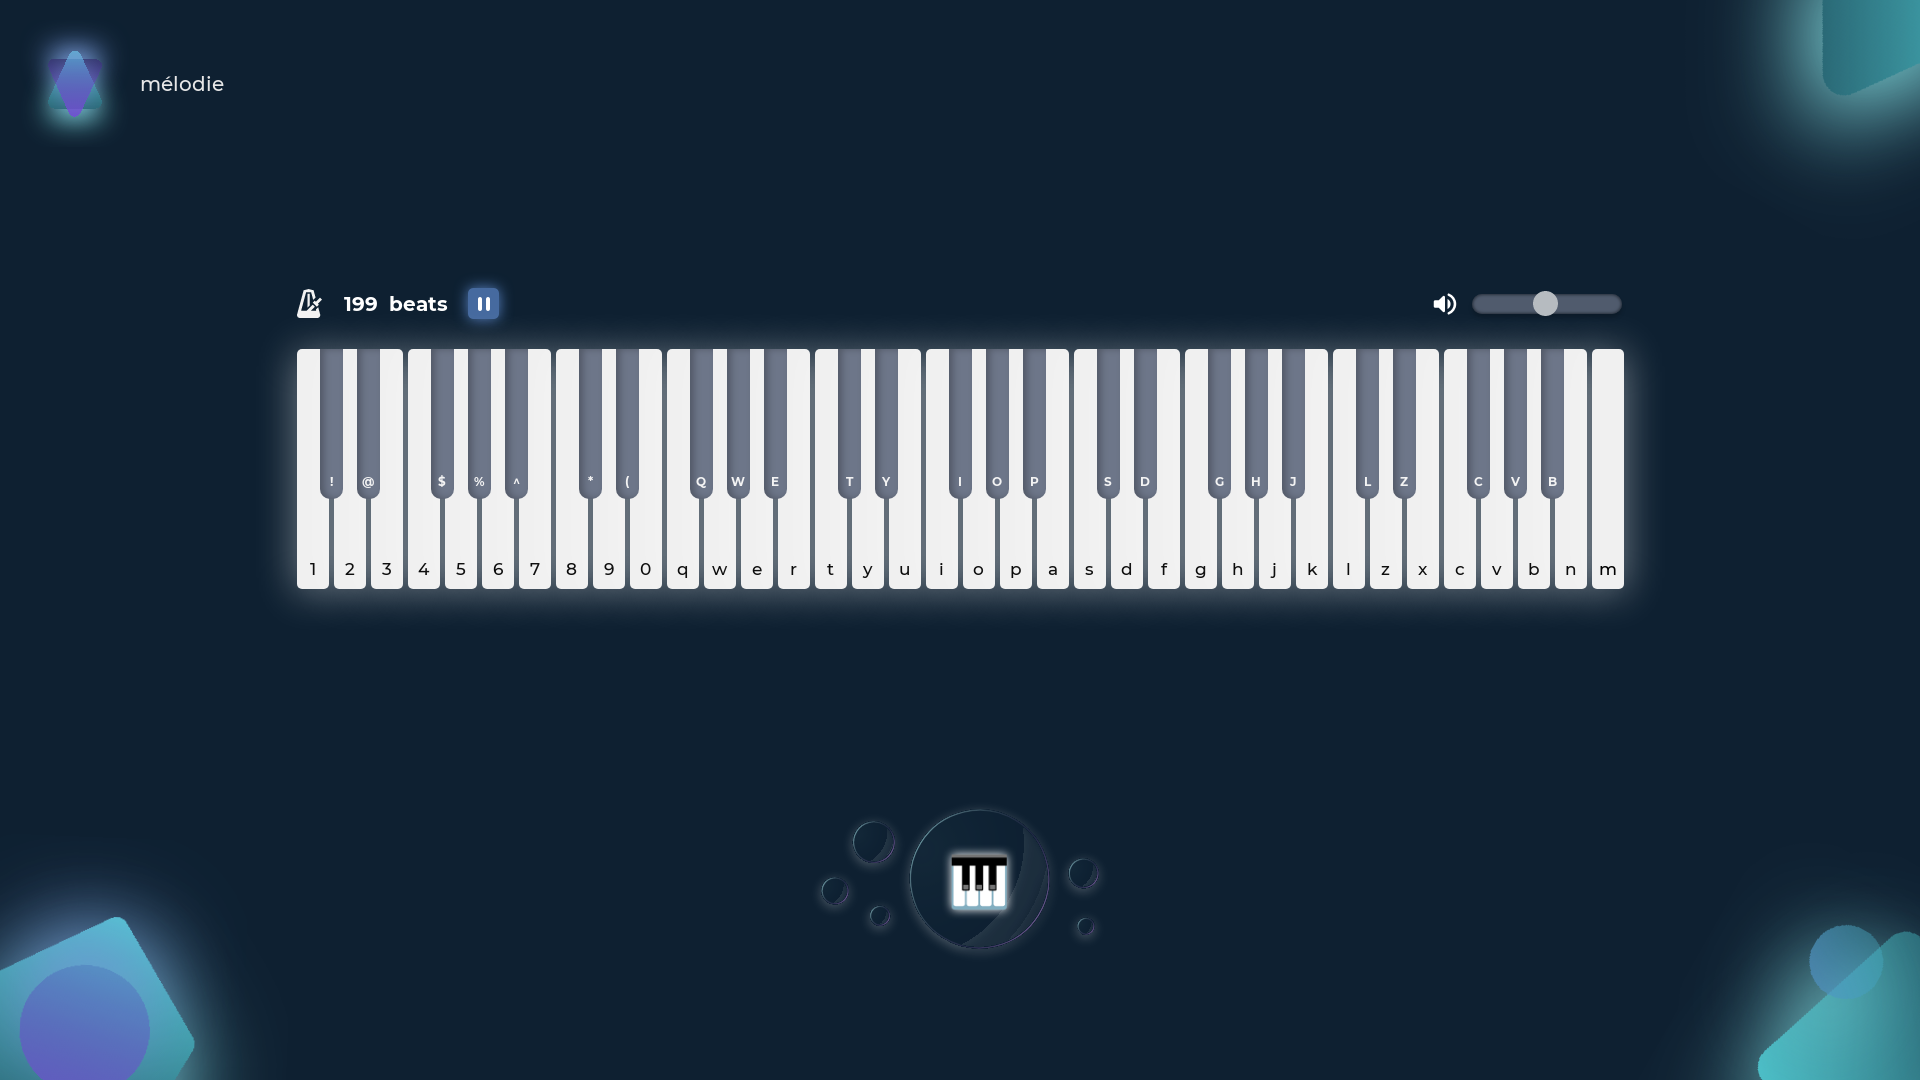 mélodie
199 beats
! @ $ % ^ * ( Q W E T Y I O P S D G H J L Z C V B
1 2 3 4 5 6 7 8 9 0 q w e r t y u i o p a s d f g h j k l z x c v b n m